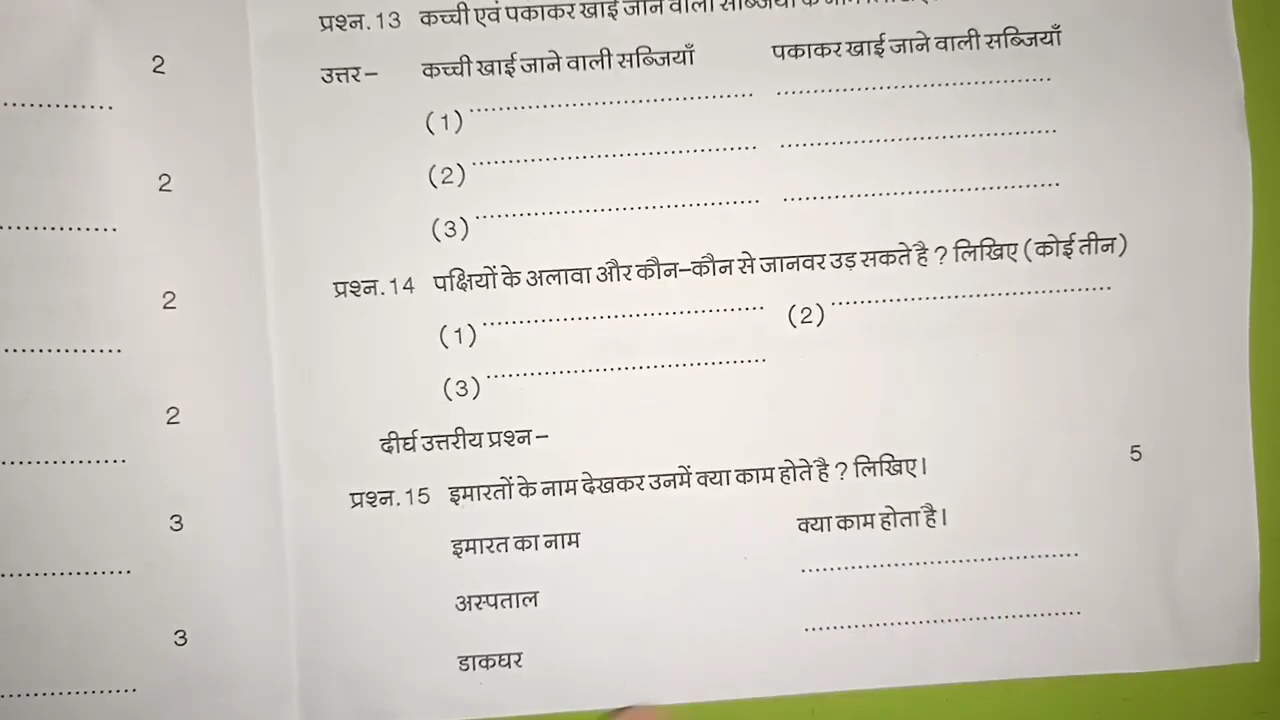 2
2
2
2
3
3
प्रश्न.13 कच्ची एवं पकाकर खाई जाने वाली सब्जियों के
उत्तर– कच्ची खाई जाने वाली सब्जियाँ पकाकर खाई जाने वाली सब्जियाँ
(1) ........................................ ........................................
(2) ........................................ ........................................
(3) ........................................ ........................................
प्रश्न.14 पक्षियों के अलावा और कौन–कौन से जानवर उड़ सकते है ? लिखिए (कोई तीन)
(1) ........................................ (2) ........................................
(3) ........................................
दीर्घ उत्तरीय प्रश्न–
प्रश्न.15 इमारतों के नाम देखकर उनमें क्या काम होते है ? लिखिए। 5
इमारत का नाम क्या काम होता है।
अस्पताल ........................................
डाकघर ........................................